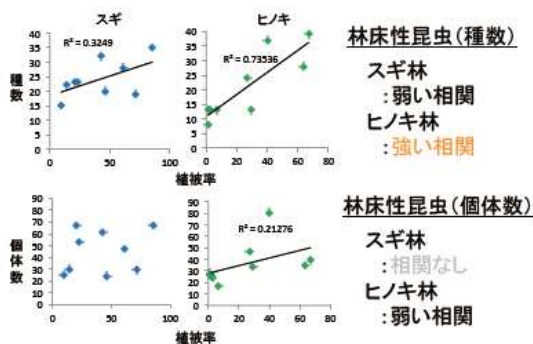 スギ
ヒノキ
種数
40
35
30
25
20
15
10
5
0
R² = 0.3249
0
50
100
40
35
30
25
20
15
10
5
0
R² = 0.73536
0
20
40
60
80
植被率
林床性昆虫(種数)
スギ林
:弱い相関
ヒノキ林
:強い相関
個体数
90
80
70
60
50
40
30
20
10
0
0
50
100
90
80
70
60
50
40
30
20
10
0
R² = 0.21276
0
20
40
60
80
植被率
林床性昆虫(個体数)
スギ林
:相関なし
ヒノキ林
:弱い相関